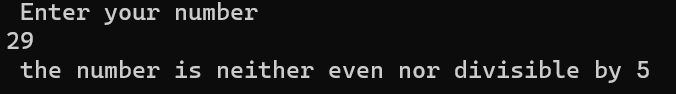 Enter your number
29
the number is neither even nor divisible by 5